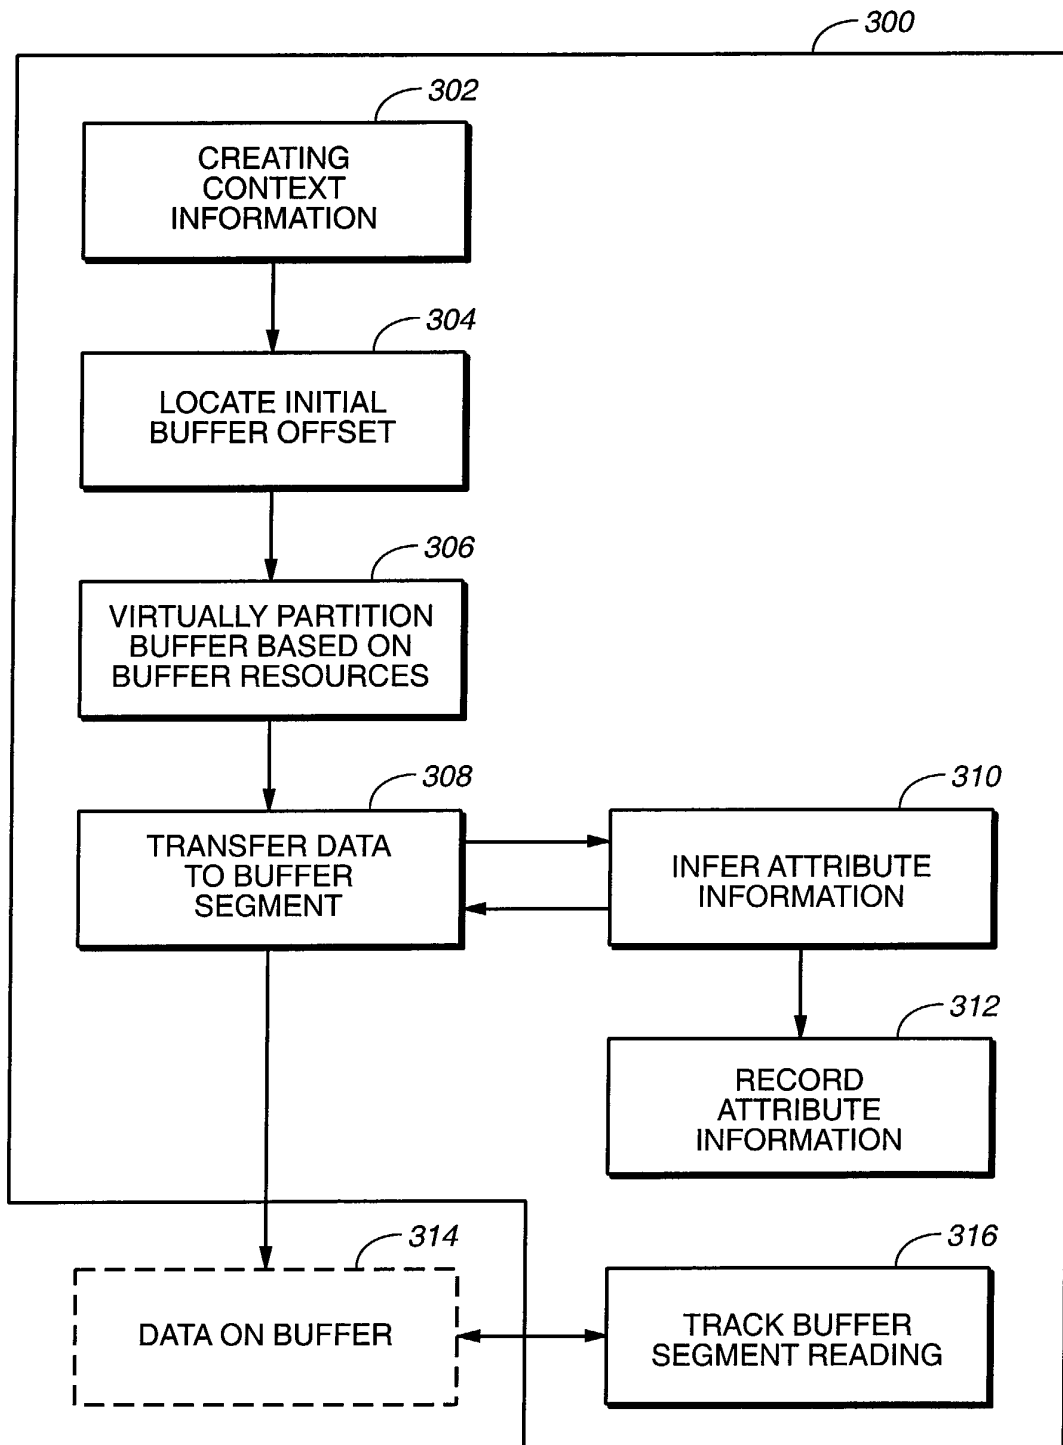 300
302
CREATING
CONTEXT
INFORMATION
304
LOCATE INITIAL
BUFFER OFFSET
306
VIRTUALLY PARTITION
BUFFER BASED ON
BUFFER RESOURCES
308
TRANSFER DATA
TO BUFFER
SEGMENT
310
INFER ATTRIBUTE
INFORMATION
312
RECORD
ATTRIBUTE
INFORMATION
314
DATA ON BUFFER
316
TRACK BUFFER
SEGMENT READING